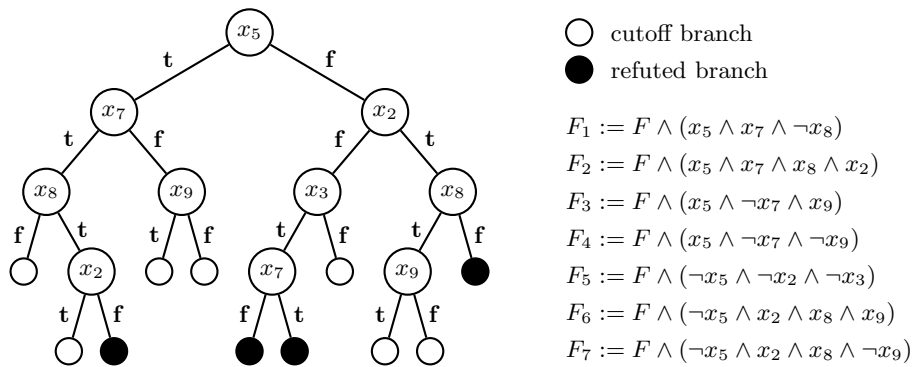 x₅
t f
x₇ x₂
t f f t
x₈ x₉ x₃ x₈
f t t f t f t f
x₂ x₇ x₉
t f f t t f
cutoff branch
refuted branch
F₁ := F ∧ (x₅ ∧ x₇ ∧ ¬x₈)
F₂ := F ∧ (x₅ ∧ x₇ ∧ x₈ ∧ x₂)
F₃ := F ∧ (x₅ ∧ ¬x₇ ∧ x₉)
F₄ := F ∧ (x₅ ∧ ¬x₇ ∧ ¬x₉)
F₅ := F ∧ (¬x₅ ∧ ¬x₂ ∧ ¬x₃)
F₆ := F ∧ (¬x₅ ∧ x₂ ∧ x₈ ∧ x₉)
F₇ := F ∧ (¬x₅ ∧ x₂ ∧ x₈ ∧ ¬x₉)